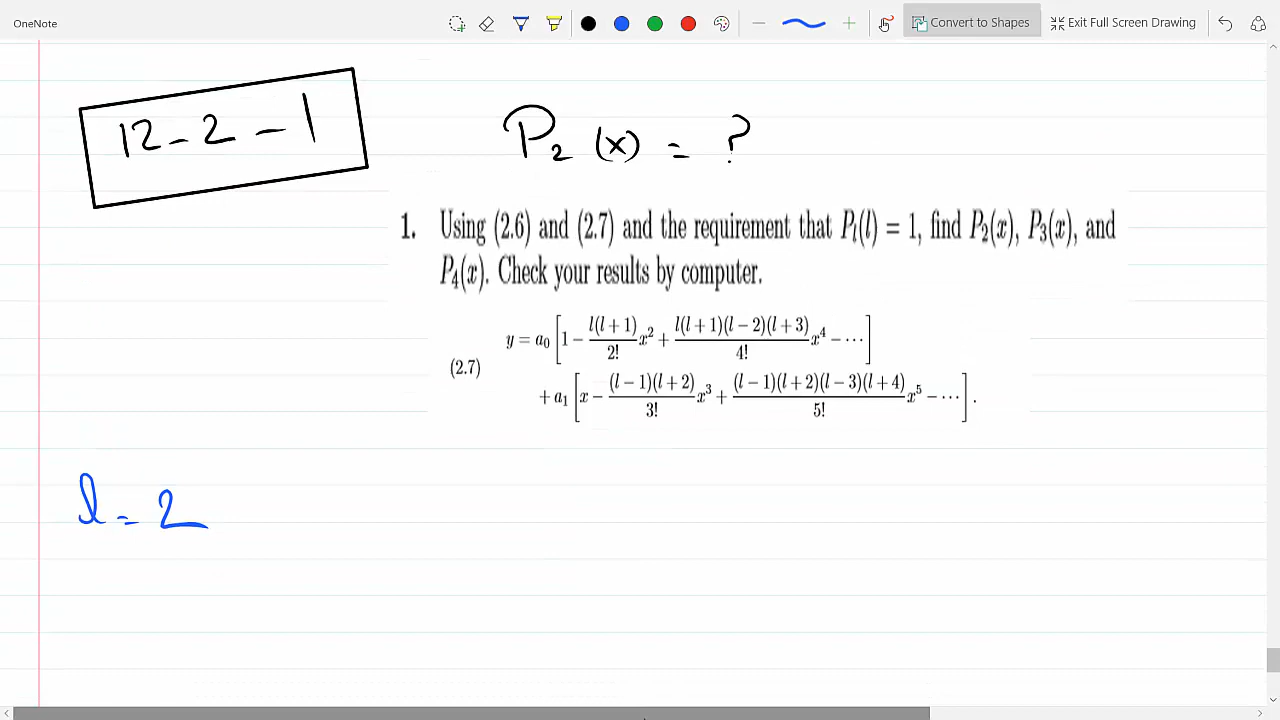 OneNote
Convert to Shapes
Exit Full Screen Drawing
12 - 2 - 1
P₂ (x) = ?
1. Using (2.6) and (2.7) and the requirement that Pₗ(l) = 1, find P₂(x), P₃(x), and
P₄(x). Check your results by computer.
y = a₀ [1 − l(l + 1)/2! x² + l(l + 1)(l − 2)(l + 3)/4! x⁴ − ⋯]
(2.7)
+ a₁ [x − (l − 1)(l + 2)/3! x³ + (l − 1)(l + 2)(l − 3)(l + 4)/5! x⁵ − ⋯] .
l = 2